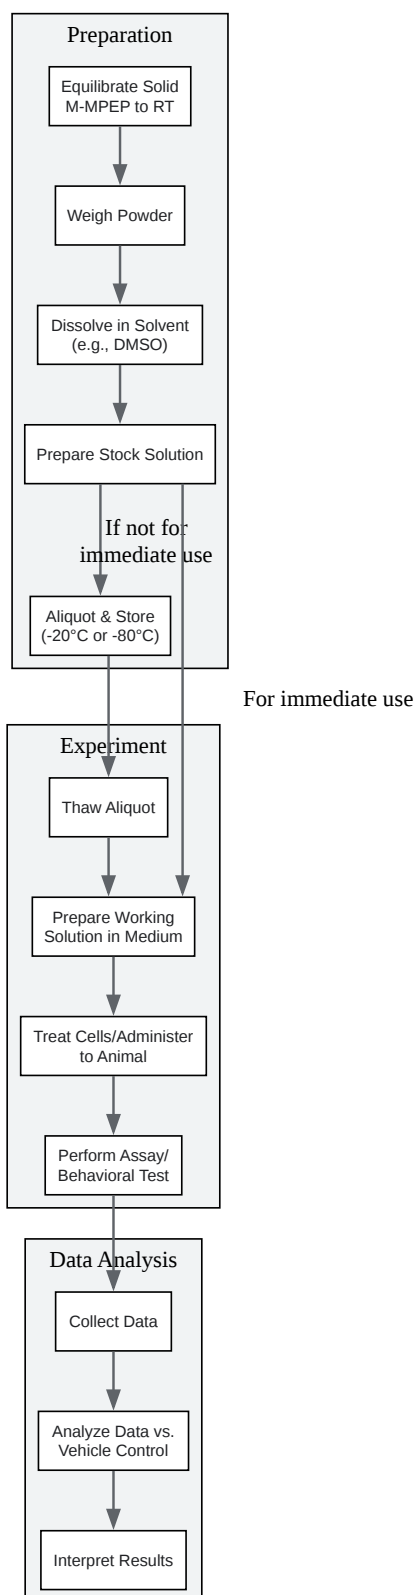 Preparation
Equilibrate Solid
M-MPEP to RT
Weigh Powder
Dissolve in Solvent
(e.g., DMSO)
Prepare Stock Solution
If not for
immediate use
Aliquot & Store
(-20°C or -80°C)
For immediate use
Experiment
Thaw Aliquot
Prepare Working
Solution in Medium
Treat Cells/Administer
to Animal
Perform Assay/
Behavioral Test
Data Analysis
Collect Data
Analyze Data vs.
Vehicle Control
Interpret Results